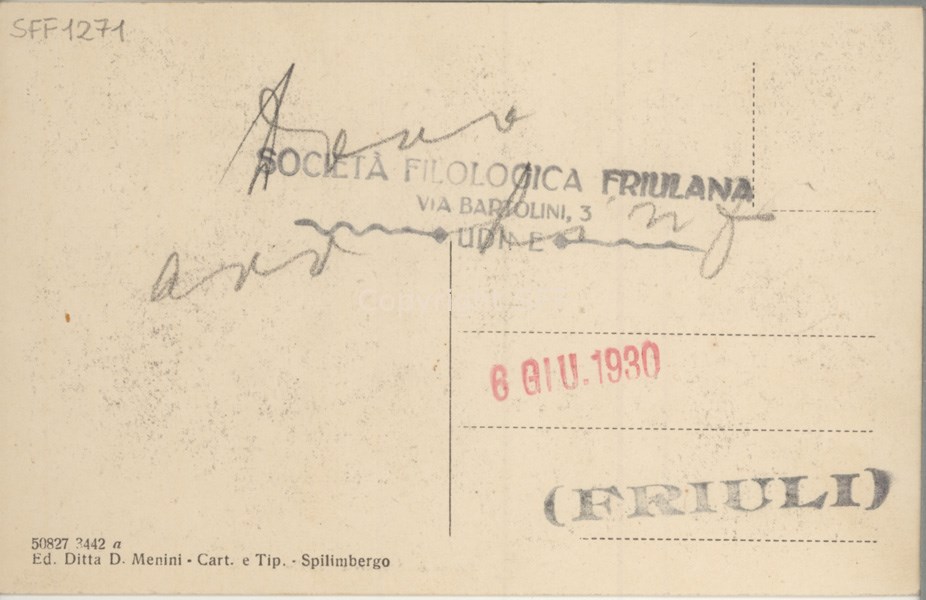 SFF1271
SOCIETÀ FILOLOGICA FRIULANA
VIA BARTOLINI, 3
UDINE
6 GIU. 1930
(FRIULI)
50827 3442 a
Ed. Ditta D. Menini - Cart. e Tip. - Spilimbergo